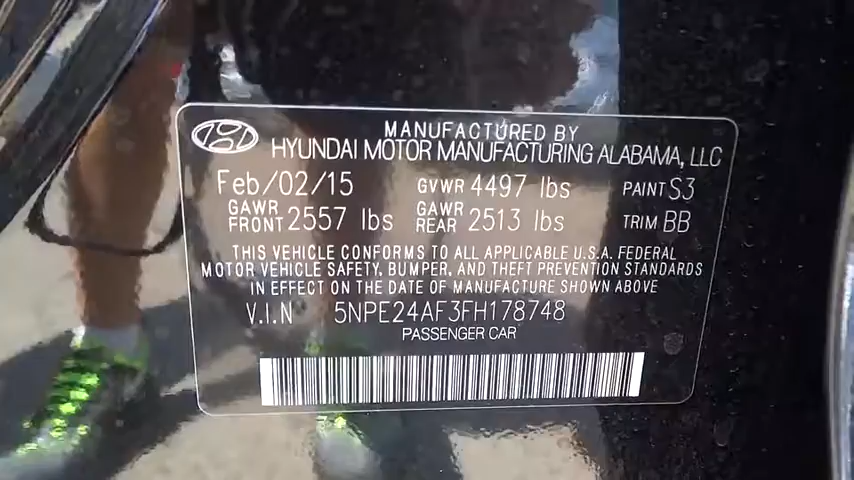 MANUFACTURED BY
HYUNDAI MOTOR MANUFACTURING ALABAMA, LLC
Feb/02/15 GVWR 4497 lbs PAINT S3
GAWR FRONT 2557 lbs GAWR REAR 2513 lbs TRIM BB
THIS VEHICLE CONFORMS TO ALL APPLICABLE U.S.A. FEDERAL
MOTOR VEHICLE SAFETY, BUMPER, AND THEFT PREVENTION STANDARDS
IN EFFECT ON THE DATE OF MANUFACTURE SHOWN ABOVE
V.I.N 5NPE24AF3FH178748
PASSENGER CAR